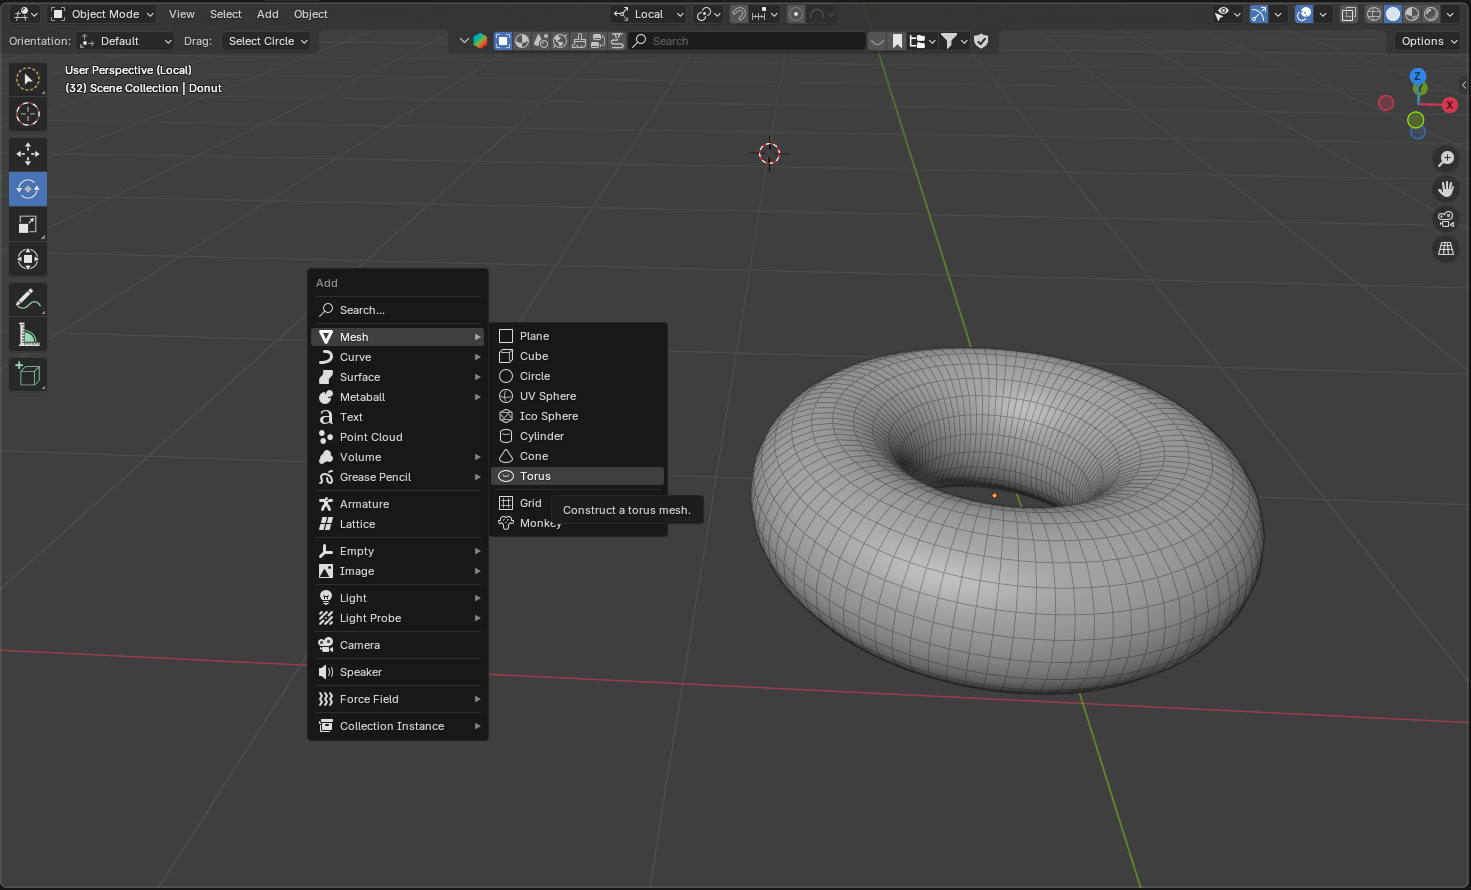 Object Mode
View
Select
Add
Object
Local
Orientation:
Default
Drag:
Select Circle
Search
Options
User Perspective (Local)
(32) Scene Collection | Donut
Z
Y
X
Add
Search...
Mesh
Curve
Surface
Metaball
Text
Point Cloud
Volume
Grease Pencil
Armature
Lattice
Empty
Image
Light
Light Probe
Camera
Speaker
Force Field
Collection Instance
Plane
Cube
Circle
UV Sphere
Ico Sphere
Cylinder
Cone
Torus
Grid
Monkey
Construct a torus mesh.